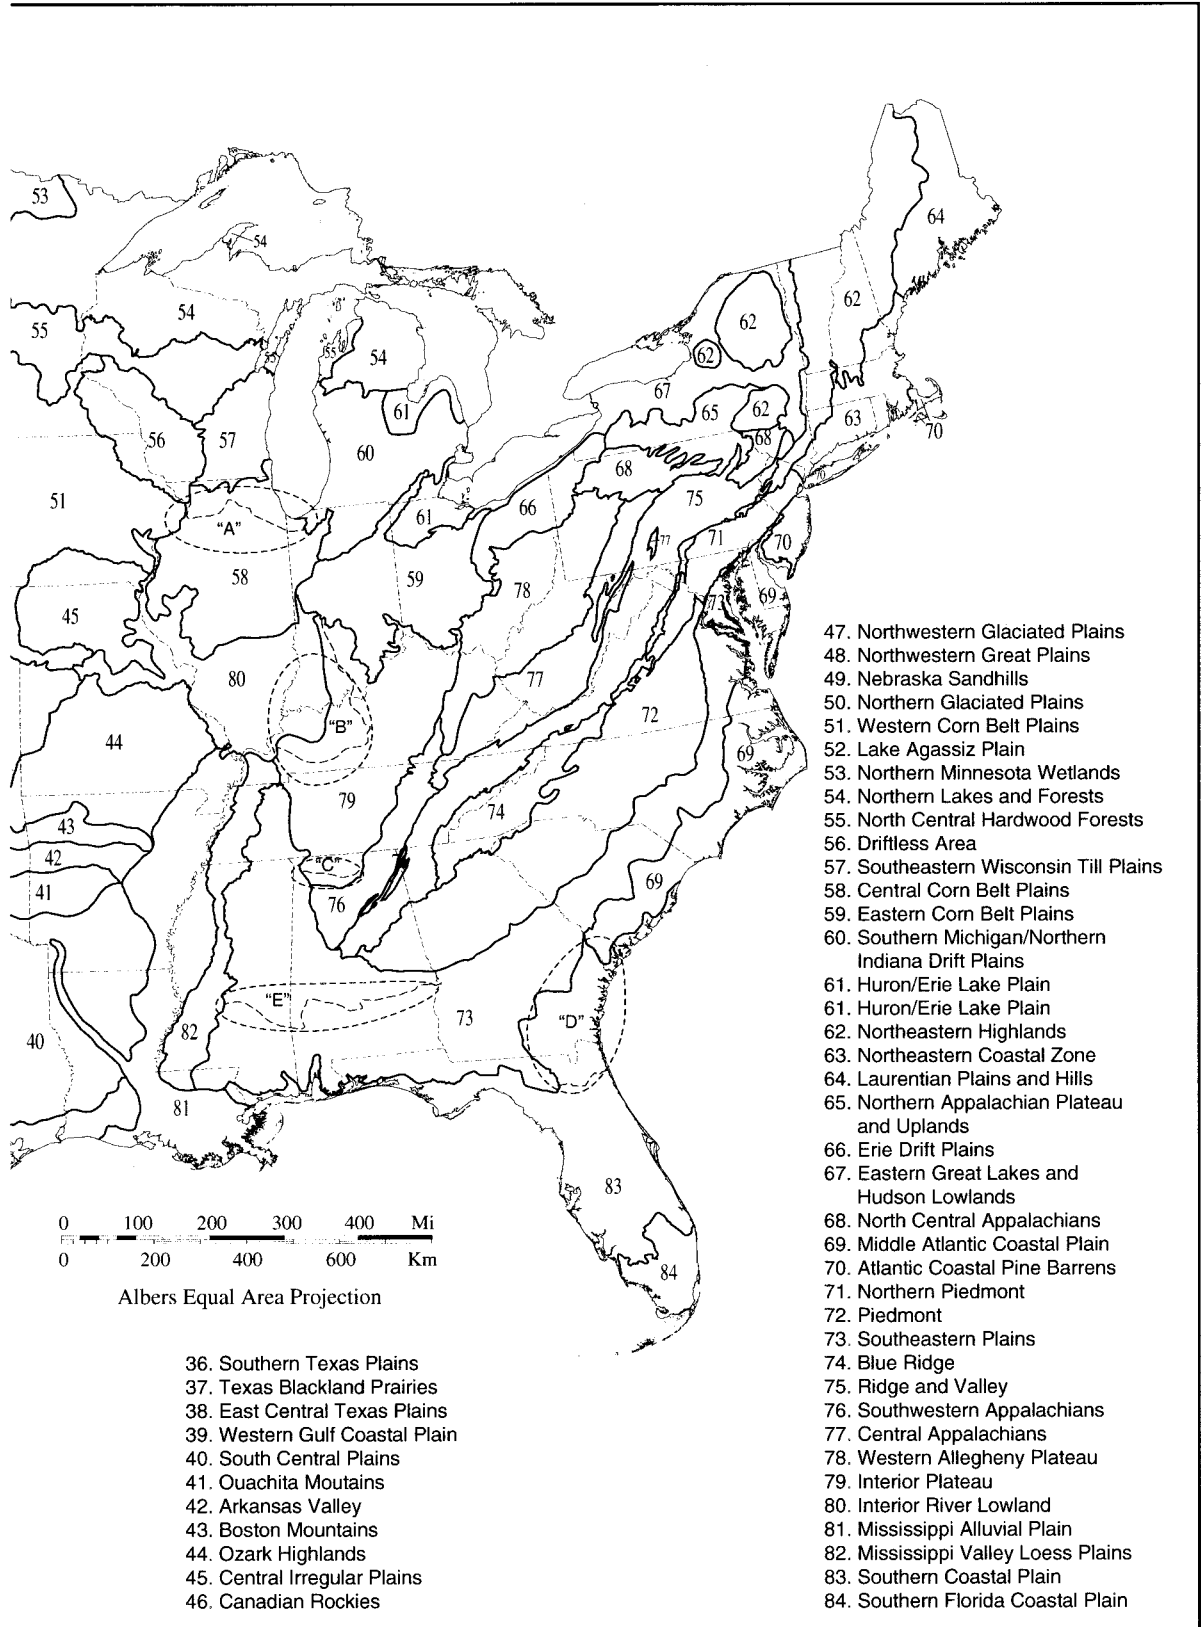 53
64
54
62
54
55
62
55
55
54
62
67
61
65
62
63
56
57
68
70
60
68
70
51
66
75
61
"A"
77
71
70
58
59
78
45
73
69
47. Northwestern Glaciated Plains
48. Northwestern Great Plains
80
77
49. Nebraska Sandhills
50. Northern Glaciated Plains
"B"
72
51. Western Corn Belt Plains
44
69
52. Lake Agassiz Plain
53. Northern Minnesota Wetlands
79
74
54. Northern Lakes and Forests
43
55. North Central Hardwood Forests
56. Driftless Area
42
"C"
57. Southeastern Wisconsin Till Plains
41
69
58. Central Corn Belt Plains
76
59. Eastern Corn Belt Plains
60. Southern Michigan/Northern
Indiana Drift Plains
61. Huron/Erie Lake Plain
"E"
61. Huron/Erie Lake Plain
73
"D"
82
62. Northeastern Highlands
40
63. Northeastern Coastal Zone
64. Laurentian Plains and Hills
81
65. Northern Appalachian Plateau
and Uplands
66. Erie Drift Plains
83
67. Eastern Great Lakes and
Hudson Lowlands
0 100 200 300 400 Mi
0 200 400 600 Km
68. North Central Appalachians
69. Middle Atlantic Coastal Plain
84
70. Atlantic Coastal Pine Barrens
Albers Equal Area Projection
71. Northern Piedmont
72. Piedmont
73. Southeastern Plains
74. Blue Ridge
75. Ridge and Valley
76. Southwestern Appalachians
77. Central Appalachians
78. Western Allegheny Plateau
79. Interior Plateau
80. Interior River Lowland
81. Mississippi Alluvial Plain
82. Mississippi Valley Loess Plains
83. Southern Coastal Plain
84. Southern Florida Coastal Plain
36. Southern Texas Plains
37. Texas Blackland Prairies
38. East Central Texas Plains
39. Western Gulf Coastal Plain
40. South Central Plains
41. Ouachita Moutains
42. Arkansas Valley
43. Boston Mountains
44. Ozark Highlands
45. Central Irregular Plains
46. Canadian Rockies